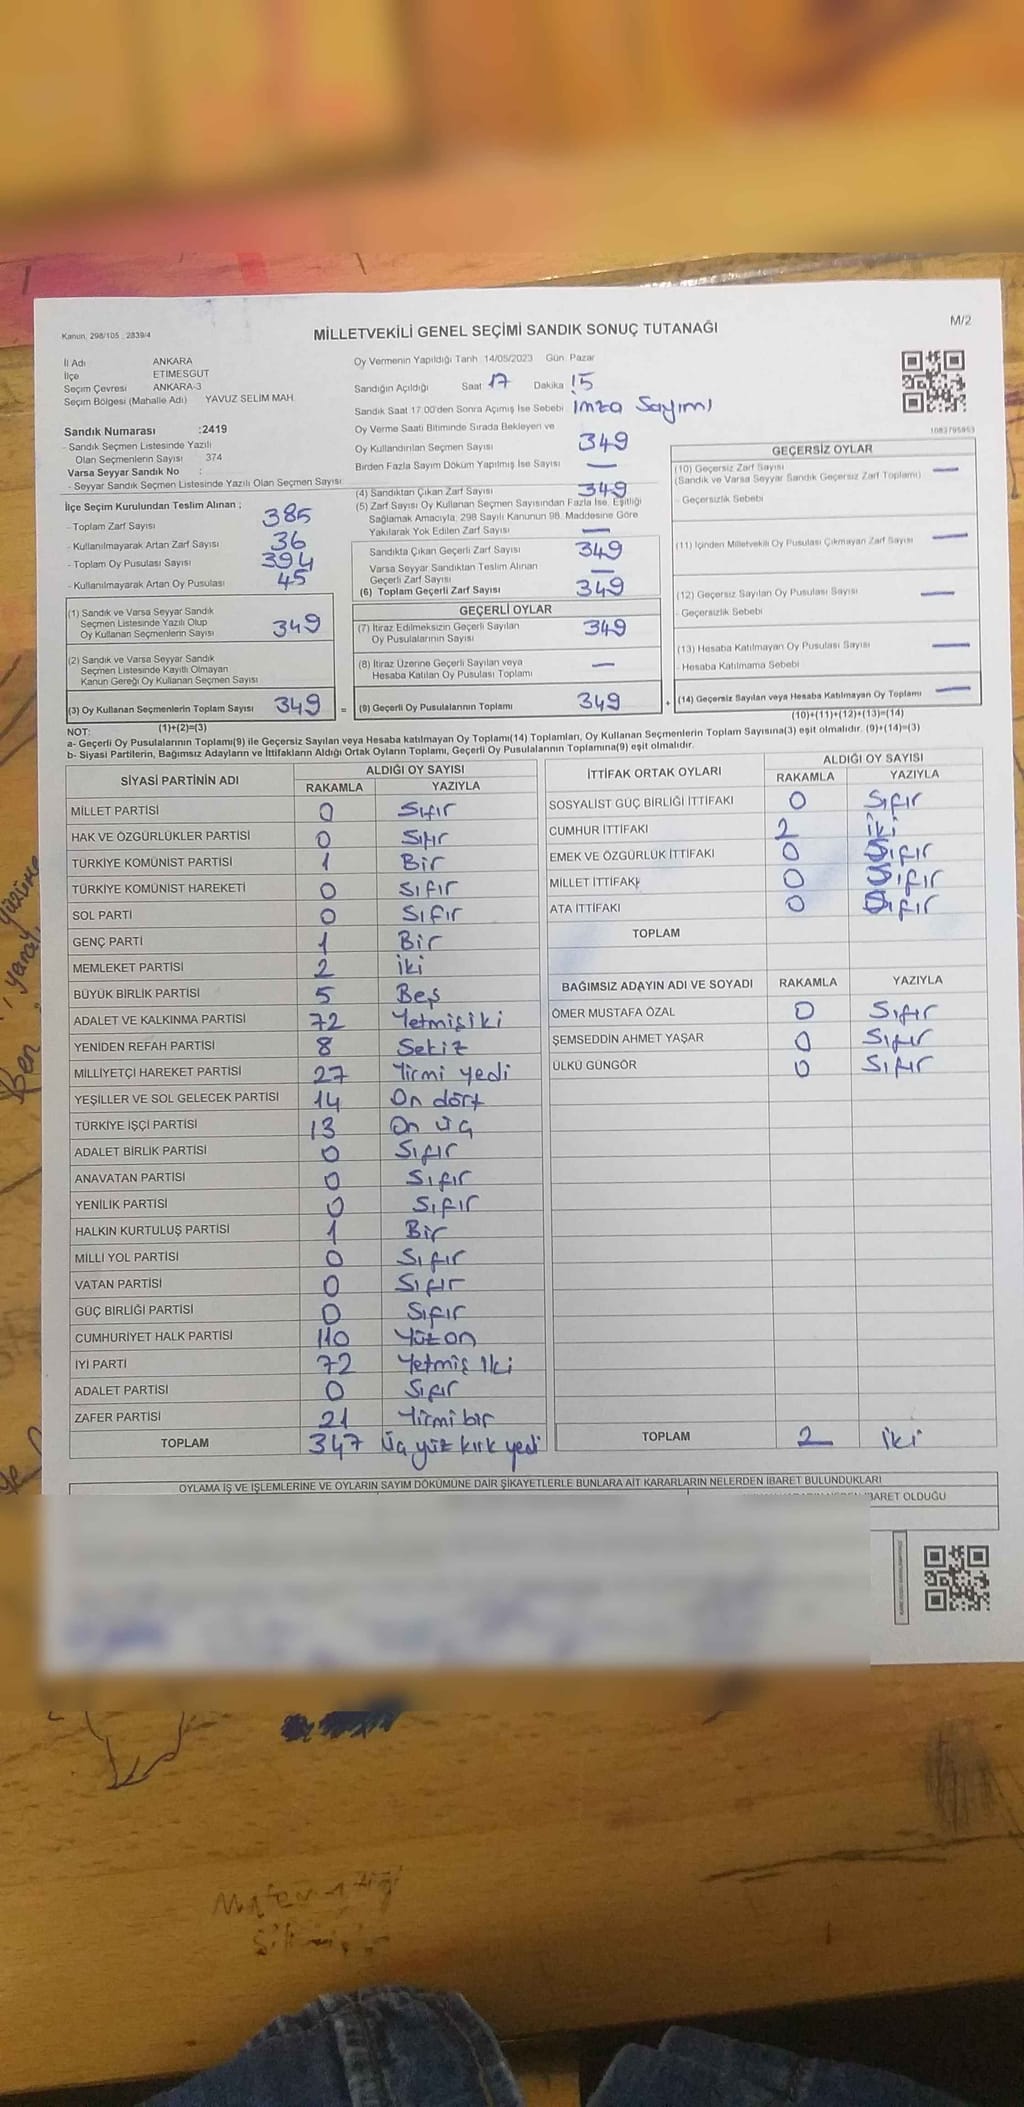 Kanun, 298/105 _ 2839/4
MİLLETVEKİLİ GENEL SEÇİMİ SANDIK SONUÇ TUTANAĞI
M/2
İl Adı ANKARA
İlçe ETİMESGUT
Seçim Çevresi ANKARA-3
Seçim Bölgesi (Mahalle Adı) YAVUZ SELİM MAH.
Oy Vermenin Yapıldığı Tarih 14/05/2023 Gün. Pazar
Sandığın Açıldığı Saat 17 Dakika 15
Sandık Saat 17.00'den Sonra Açımış İse Sebebi imza Sayımı
1083795953
Sandık Numarası :2419
- Sandık Seçmen Listesinde Yazılı
Olan Seçmenlerin Sayısı 374
Varsa Seyyar Sandık No :
- Seyyar Sandık Seçmen Listesinde Yazılı Olan Seçmen Sayısı
Oy Verme Saati Bitiminde Sırada Bekleyen ve
Oy Kullandırılan Seçmen Sayısı 349
Birden Fazla Sayım Döküm Yapılmış İse Sayısı —
İlçe Seçim Kurulundan Teslim Alınan ;
- Toplam Zarf Sayısı 385
- Kullanılmayarak Artan Zarf Sayısı 36
- Toplam Oy Pusulası Sayısı 394
- Kullanılmayarak Artan Oy Pusulası 45
(4) Sandıktan Çıkan Zarf Sayısı 349
(5) Zarf Sayısı Oy Kullanan Seçmen Sayısından Fazla İse, Eşitliği
Sağlamak Amacıyla, 298 Sayılı Kanunun 98. Maddesine Göre
Yakılarak Yok Edilen Zarf Sayısı —
Sandıkta Çıkan Geçerli Zarf Sayısı 349
Varsa Seyyar Sandıktan Teslim Alınan
Geçerli Zarf Sayısı —
(6) Toplam Geçerli Zarf Sayısı 349
GEÇERSİZ OYLAR
(10) Geçersiz Zarf Sayısı —
(Sandık ve Varsa Seyyar Sandık Geçersiz Zarf Toplamı)
- Geçersizlik Sebebi
(11) İçinden Milletvekili Oy Pusulası Çıkmayan Zarf Sayısı —
(12) Geçersiz Sayılan Oy Pusulası Sayısı —
- Geçersizlik Sebebi
(13) Hesaba Katılmayan Oy Pusulası Sayısı —
- Hesaba Katılmama Sebebi
(14) Geçersiz Sayılan veya Hesaba Katılmayan Oy Toplamı —
(10)+(11)+(12)+(13)=(14)
(1) Sandık ve Varsa Seyyar Sandık
Seçmen Listesinde Yazılı Olup
Oy Kullanan Seçmenlerin Sayısı 349
(2) Sandık ve Varsa Seyyar Sandık
Seçmen Listesinde Kayıtlı Olmayan
Kanun Gereği Oy Kullanan Seçmen Sayısı
(3) Oy Kullanan Seçmenlerin Toplam Sayısı 349 =
(1)+(2)=(3)
GEÇERLİ OYLAR
(7) İtiraz Edilmeksizin Geçerli Sayılan
Oy Pusulalarının Sayısı 349
(8) İtiraz Üzerine Geçerli Sayılan veya
Hesaba Katılan Oy Pusulası Toplamı —
(9) Geçerli Oy Pusulalarının Toplamı 349 +
NOT:
a- Geçerli Oy Pusulalarının Toplamı(9) ile Geçersiz Sayılan veya Hesaba katılmayan Oy Toplamı(14) Toplamları, Oy Kullanan Seçmenlerin Toplam Sayısına(3) eşit olmalıdır. (9)+(14)=(3)
b- Siyasi Partilerin, Bağımsız Adayların ve İttifakların Aldığı Ortak Oyların Toplamı, Geçerli Oy Pusulalarının Toplamına(9) eşit olmalıdır.
SİYASİ PARTİNİN ADI ALDIĞI OY SAYISI
RAKAMLA YAZIYLA
MİLLET PARTİSİ 0 Sıfır
HAK VE ÖZGÜRLÜKLER PARTİSİ 0 Sıfır
TÜRKİYE KOMÜNİST PARTİSİ 1 Bir
TÜRKİYE KOMÜNİST HAREKETİ 0 Sıfır
SOL PARTİ 0 Sıfır
GENÇ PARTİ 1 Bir
MEMLEKET PARTİSİ 2 iki
BÜYÜK BİRLİK PARTİSİ 5 Beş
ADALET VE KALKINMA PARTİSİ 72 Yetmişiki
YENİDEN REFAH PARTİSİ 8 Sekiz
MİLLİYETÇİ HAREKET PARTİSİ 27 Yirmi yedi
YEŞİLLER VE SOL GELECEK PARTİSİ 14 On dört
TÜRKİYE İŞÇİ PARTİSİ 13 On üç
ADALET BİRLİK PARTİSİ 0 Sıfır
ANAVATAN PARTİSİ 0 Sıfır
YENİLİK PARTİSİ 0 Sıfır
HALKIN KURTULUŞ PARTİSİ 1 Bir
MİLLİ YOL PARTİSİ 0 Sıfır
VATAN PARTİSİ 0 Sıfır
GÜÇ BİRLİĞİ PARTİSİ 0 Sıfır
CUMHURİYET HALK PARTİSİ 110 Yüz on
İYİ PARTİ 72 Yetmiş iki
ADALET PARTİSİ 0 Sıfır
ZAFER PARTİSİ 21 Yirmi bir
TOPLAM 347 Üç yüz kırk yedi
İTTİFAK ORTAK OYLARI ALDIĞI OY SAYISI
RAKAMLA YAZIYLA
SOSYALİST GÜÇ BİRLİĞİ İTTİFAKI 0 Sıfır
CUMHUR İTTİFAKI 2 İki
EMEK VE ÖZGÜRLÜK İTTİFAKI 0 Sıfır
MİLLET İTTİFAKI 0 Sıfır
ATA İTTİFAKI 0 Sıfır
TOPLAM
BAĞIMSIZ ADAYIN ADI VE SOYADI RAKAMLA YAZIYLA
ÖMER MUSTAFA ÖZAL 0 Sıfır
ŞEMSEDDİN AHMET YAŞAR 0 Sıfır
ÜLKÜ GÜNGÖR 0 Sıfır
TOPLAM 2 iki
OYLAMA İŞ VE İŞLEMLERİNE VE OYLARIN SAYIM DÖKÜMÜNE DAİR ŞİKAYETLERLE BUNLARA AİT KARARLARIN NELERDEN İBARET BULUNDUKLARI
İBARET OLDUĞU